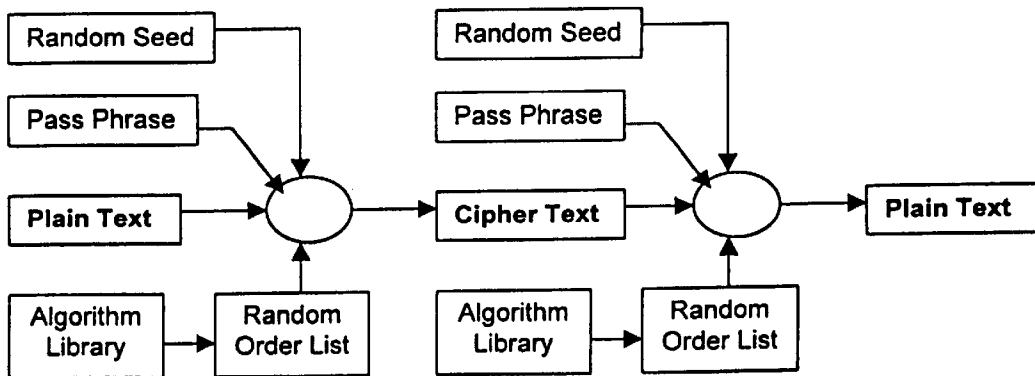 Random Seed
Pass Phrase
Plain Text
Algorithm
Library
Random
Order List
Random Seed
Pass Phrase
Cipher Text
Algorithm
Library
Random
Order List
Plain Text